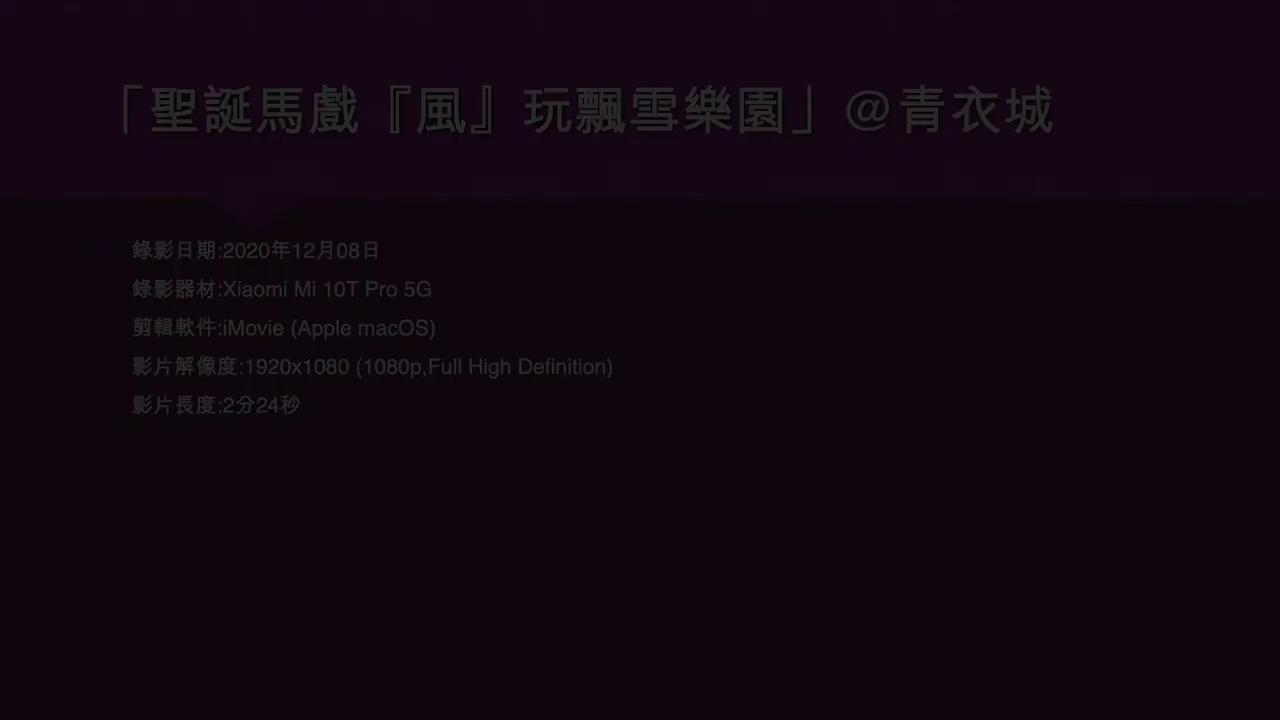 「聖誕馬戲『風』玩飄雪樂園」@青衣城
錄影日期:2020年12月08日
錄影器材:Xiaomi Mi 10T Pro 5G
剪輯軟件:iMovie (Apple macOS)
影片解像度:1920x1080 (1080p,Full High Definition)
影片長度:2分24秒